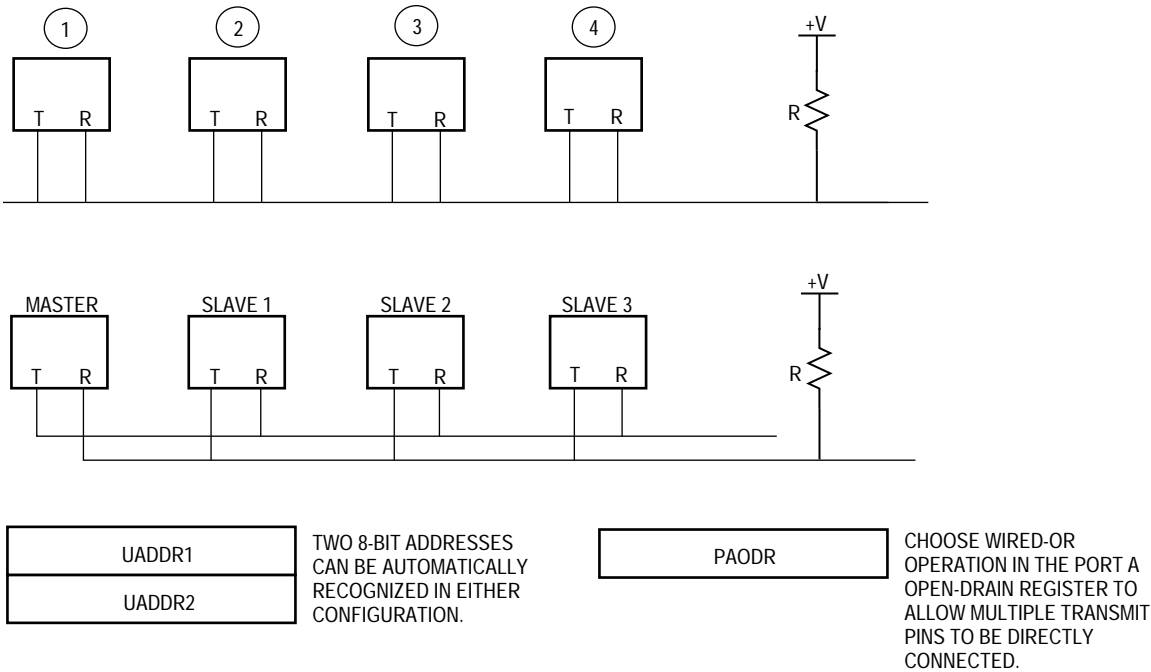 1 2 3 4 +V
T R T R T R T R R
MASTER SLAVE 1 SLAVE 2 SLAVE 3 +V
T R T R T R T R R
UADDR1
UADDR2
TWO 8-BIT ADDRESSES
CAN BE AUTOMATICALLY
RECOGNIZED IN EITHER
CONFIGURATION.
PAODR
CHOOSE WIRED-OR
OPERATION IN THE PORT A
OPEN-DRAIN REGISTER TO
ALLOW MULTIPLE TRANSMIT
PINS TO BE DIRECTLY
CONNECTED.